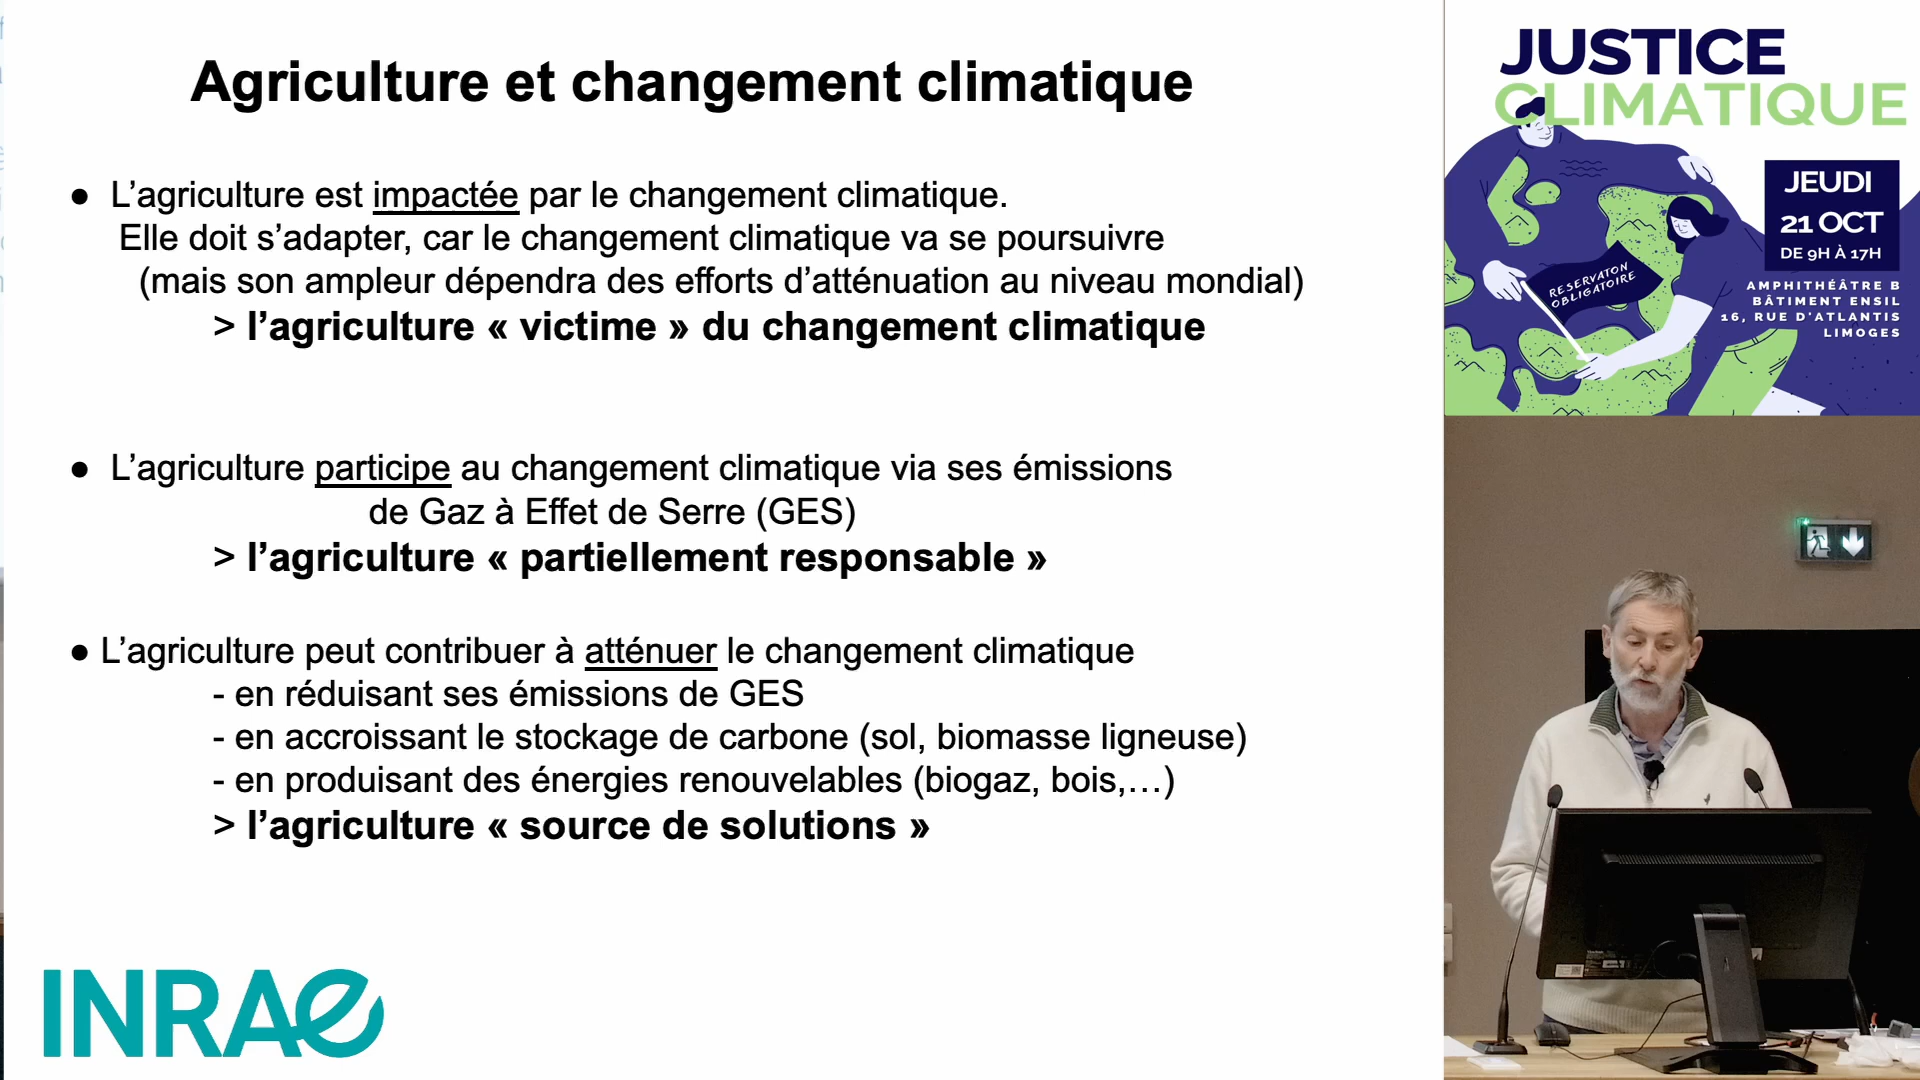 Agriculture et changement climatique
● L’agriculture est impactée par le changement climatique.
Elle doit s’adapter, car le changement climatique va se poursuivre
(mais son ampleur dépendra des efforts d’atténuation au niveau mondial)
> l’agriculture « victime » du changement climatique
● L’agriculture participe au changement climatique via ses émissions
de Gaz à Effet de Serre (GES)
> l’agriculture « partiellement responsable »
● L’agriculture peut contribuer à atténuer le changement climatique
- en réduisant ses émissions de GES
- en accroissant le stockage de carbone (sol, biomasse ligneuse)
- en produisant des énergies renouvelables (biogaz, bois,…)
> l’agriculture « source de solutions »
INRAE
JUSTICE
CLIMATIQUE
JEUDI
21 OCT
DE 9H À 17H
RESERVATON
OBLIGATOIRE
AMPHITHÉÂTRE B
BÂTIMENT ENSIL
16, RUE D'ATLANTIS
LIMOGES